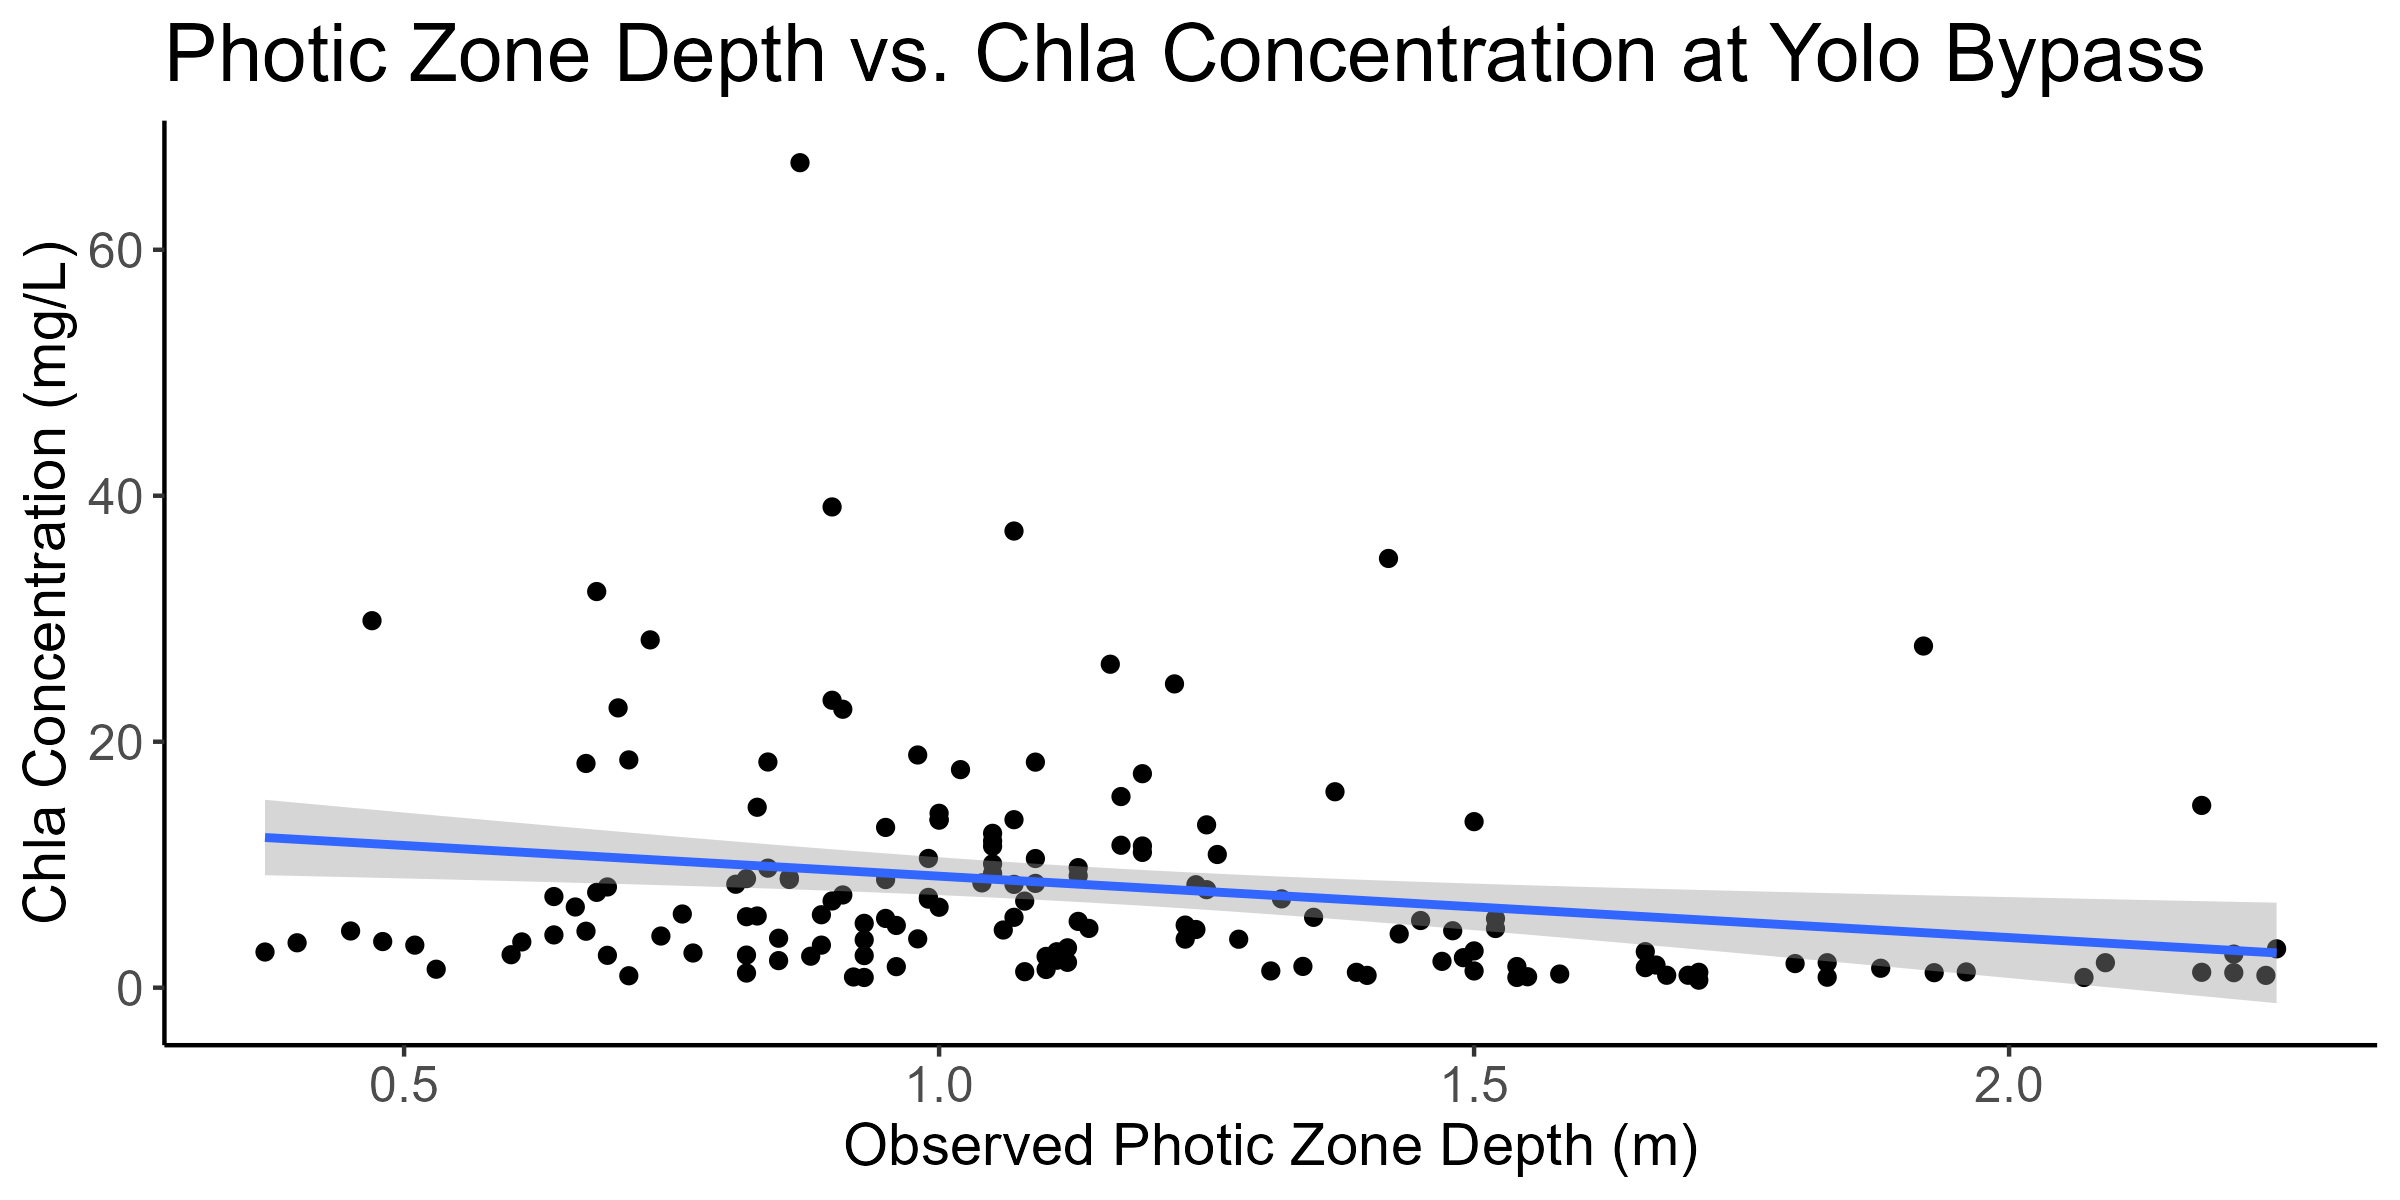 Photic Zone Depth vs. Chla Concentration at Yolo Bypass
Chla Concentration (mg/L)
60
40
20
0
0.5 1.0 1.5 2.0
Observed Photic Zone Depth (m)